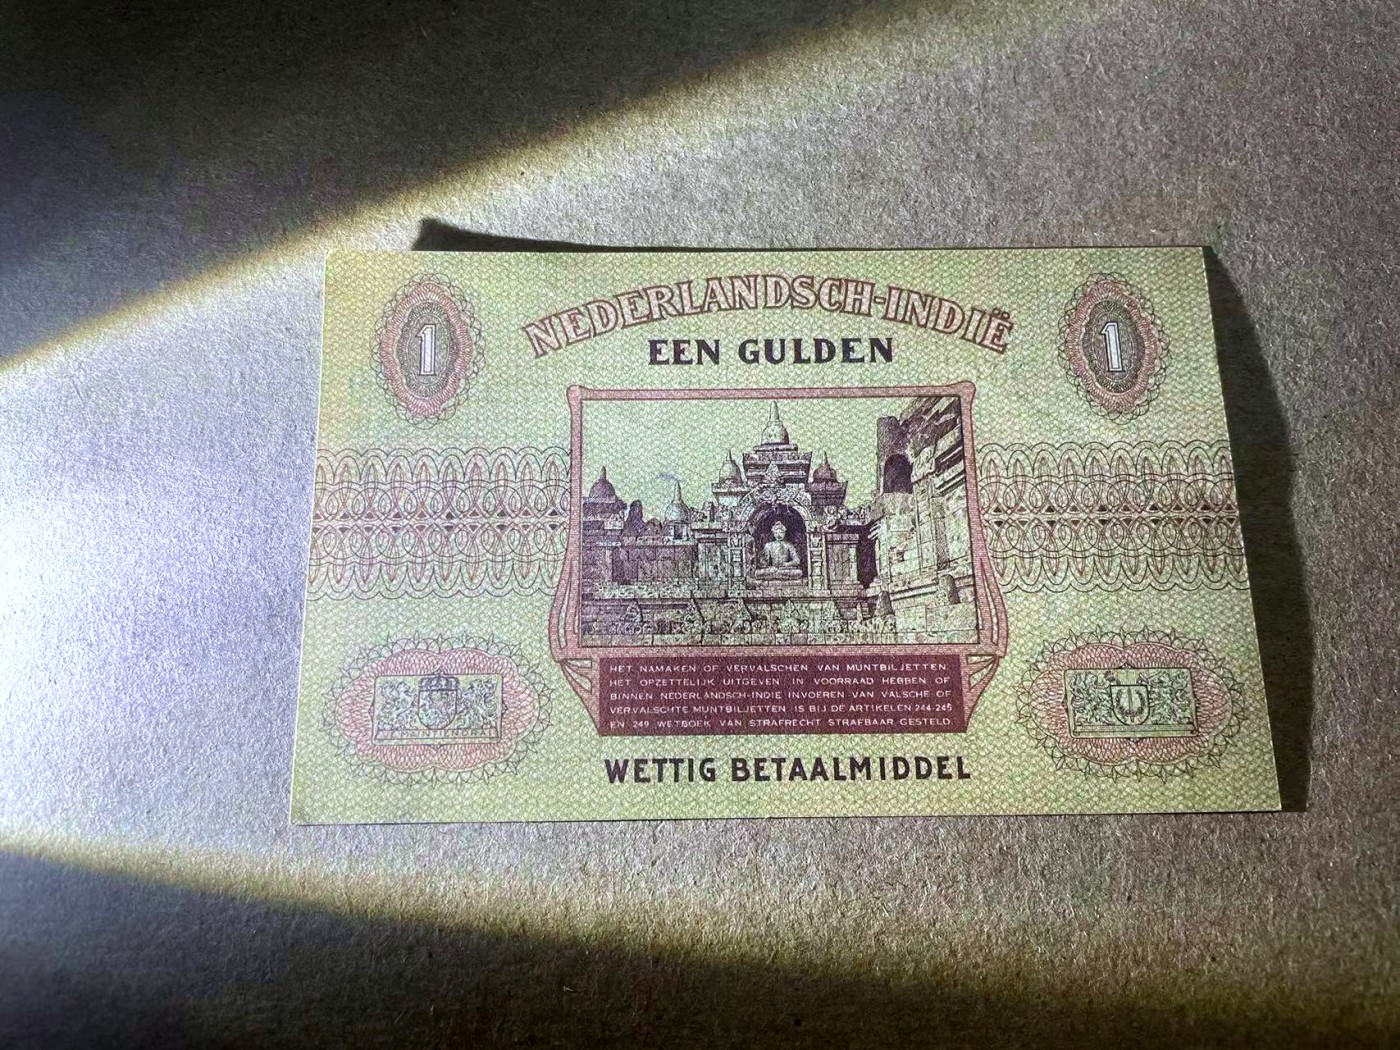 1
NEDERLANDSCH-INDIË
1
EEN GULDEN
HET NAMAKEN OF VERVALSCHEN VAN MUNTBILJETTEN,
HET OPZETTELIJK UITGEVEN, IN VOORRAAD HEBBEN OF
BINNEN NEDERLANDSCH-INDIE INVOEREN VAN VALSCHE OF
VERVALSCHTE MUNTBILJETTEN IS BIJ DE ARTIKELEN 244-245
EN 249 WETBOEK VAN STRAFRECHT STRAFBAAR GESTELD.
WETTIG BETAALMIDDEL